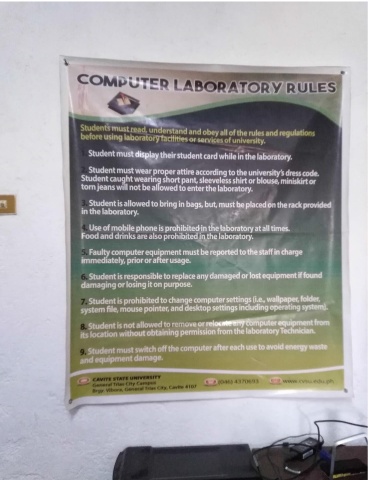 COMPUTER LABORATORY RULES
Students must read, understand and obey all of the rules and regulations
before using laboratory facilities or services of university.
Student must display their student card while in the laboratory.
Student must wear proper attire according to the university's dress code.
Student caught wearing short pant, sleeveless shirt or blouse, miniskirt or
torn jeans will not be allowed to enter the laboratory.
3. Student is allowed to bring in bags, but, must be placed on the rack provided
in the laboratory.
4. Use of mobile phone is prohibited in the laboratory at all times.
Food and drinks are also prohibited in the laboratory.
5. Faulty computer equipment must be reported to the staff in charge
immediately, prior or after usage.
6. Student is responsible to replace any damaged or lost equipment if found
damaging or losing it on purpose.
7. Student is prohibited to change computer settings (i.e., wallpaper, folder,
system file, mouse pointer, and desktop settings including operating system).
8. Student is not allowed to remove or relocate any computer equipment from
its location without obtaining permission from the laboratory Technician.
9. Student must switch off the computer after each use to avoid energy waste
and equipment damage.
CAVITE STATE UNIVERSITY
General Trias City Campus
Brgy. Vibora, General Trias City, Cavite 4107
www.cvsu.edu.ph